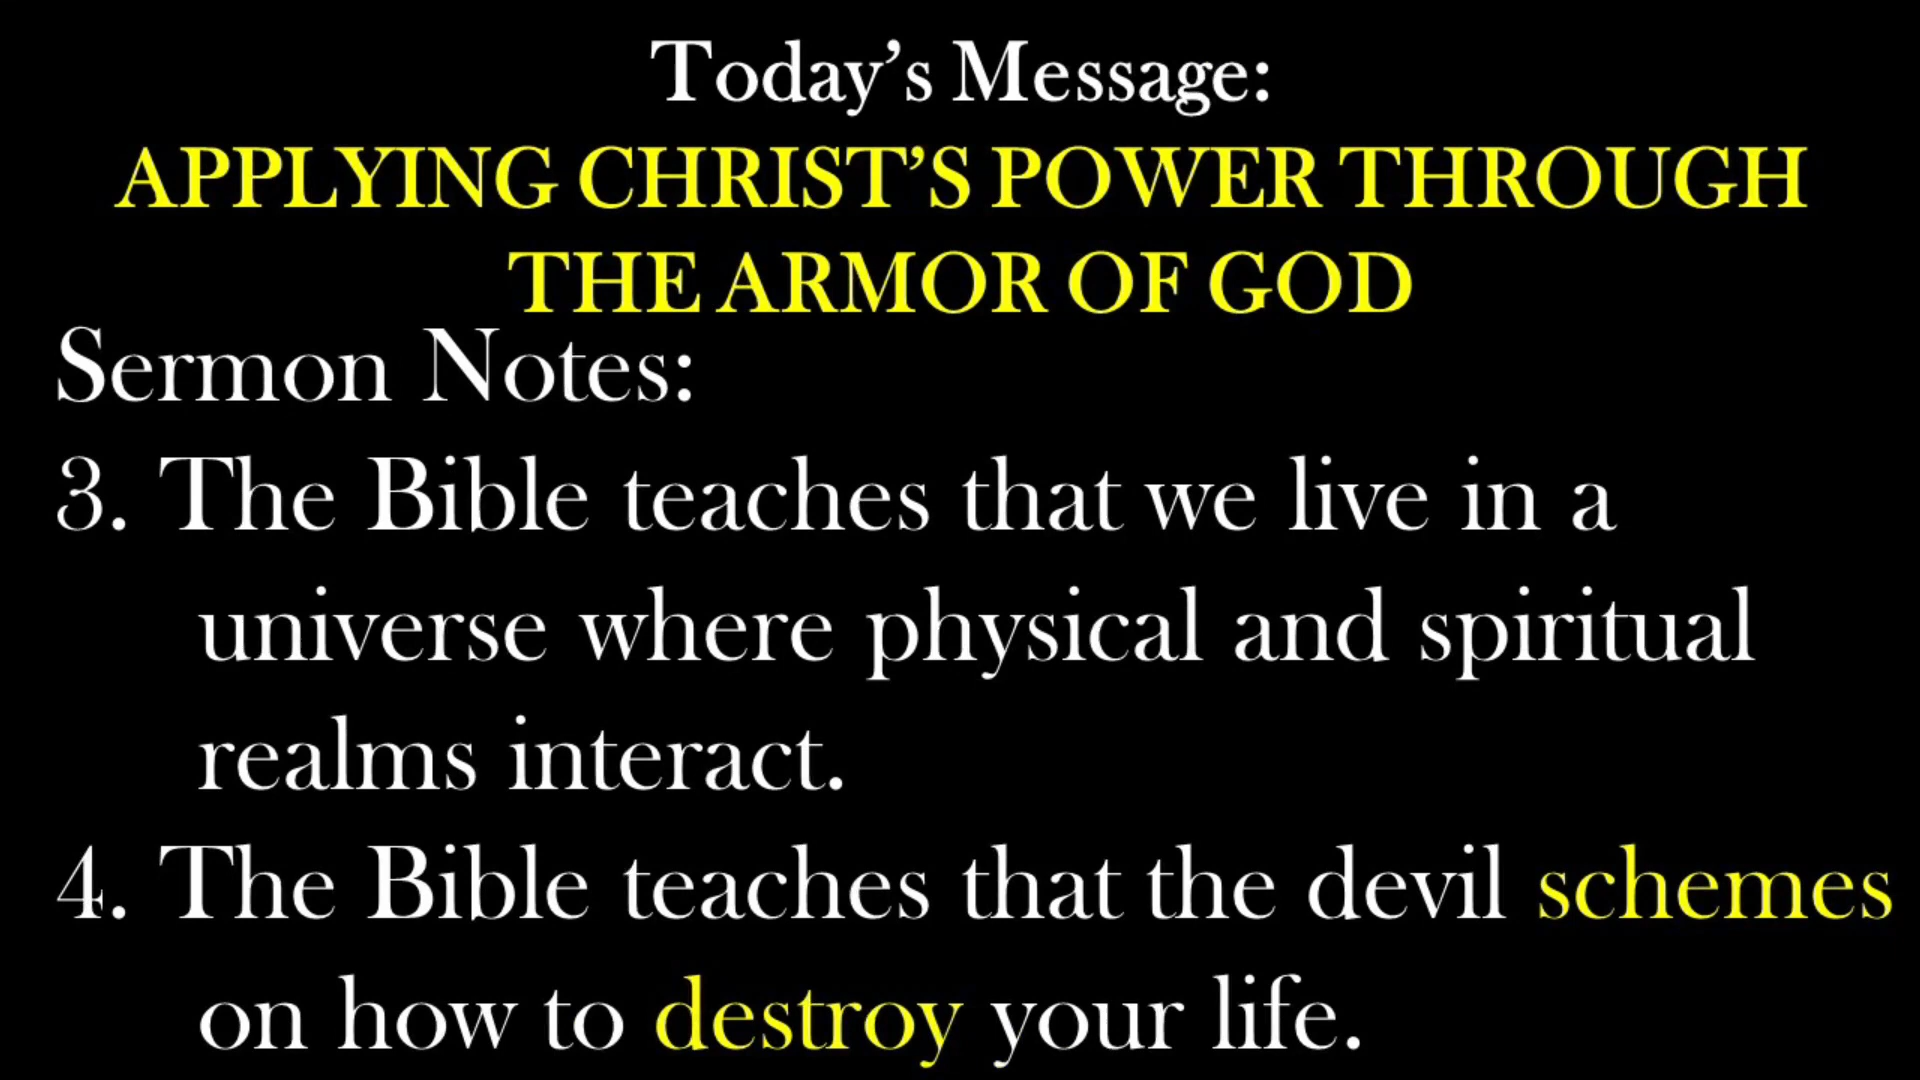 Today’s Message:
APPLYING CHRIST’S POWER THROUGH
THE ARMOR OF GOD
Sermon Notes:
3. The Bible teaches that we live in a
universe where physical and spiritual
realms interact.
4. The Bible teaches that the devil schemes
on how to destroy your life.